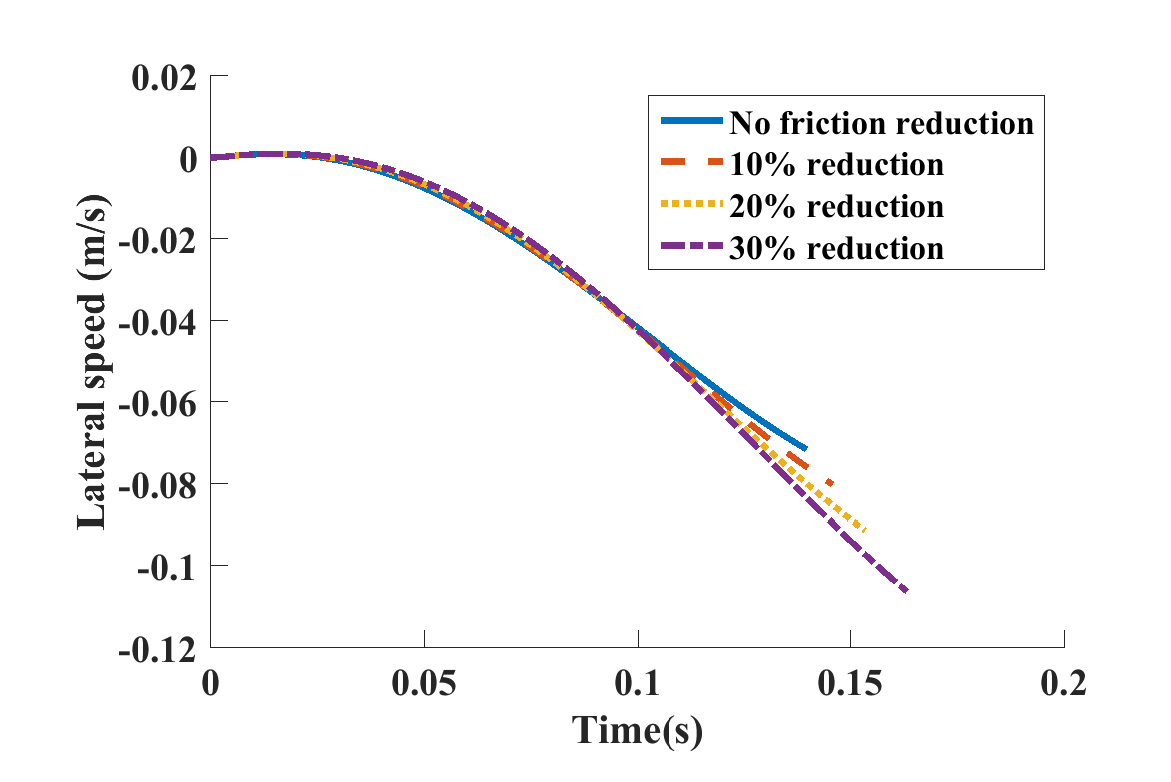 0.02
0
-0.02
-0.04
-0.06
-0.08
-0.1
-0.12
Lateral speed (m/s)
No friction reduction
10% reduction
20% reduction
30% reduction
0
0.05
0.1
0.15
0.2
Time(s)